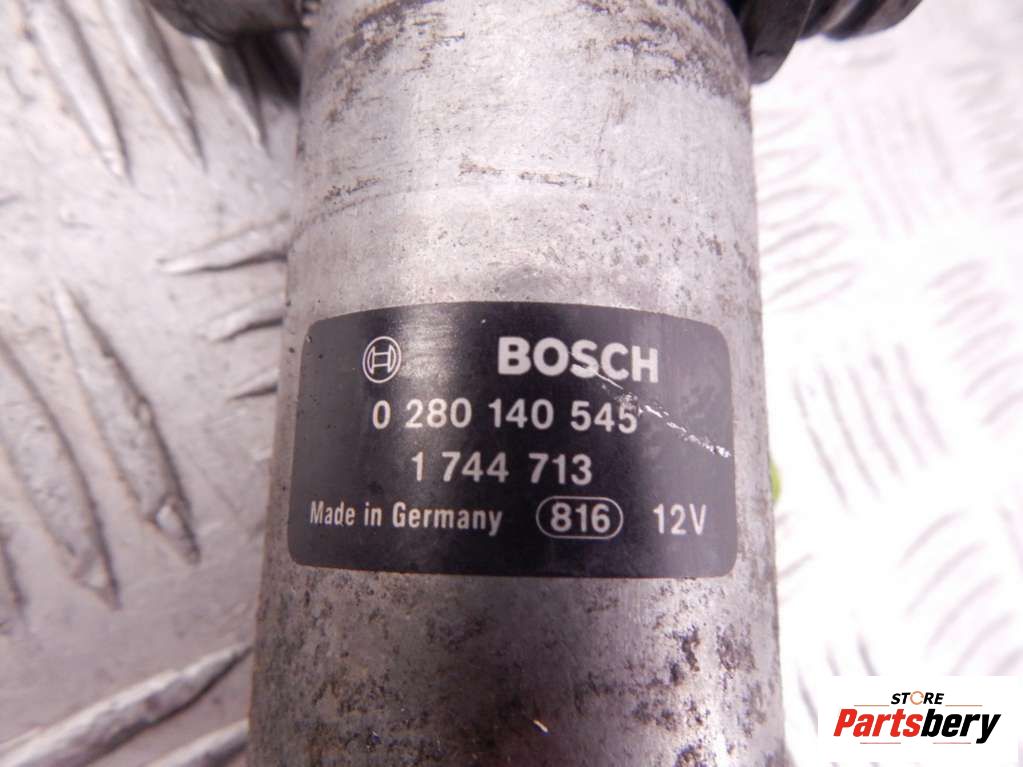 BOSCH
0 280 140 545
1 744 713
Made in Germany 816 12V
STORE
Partsbery